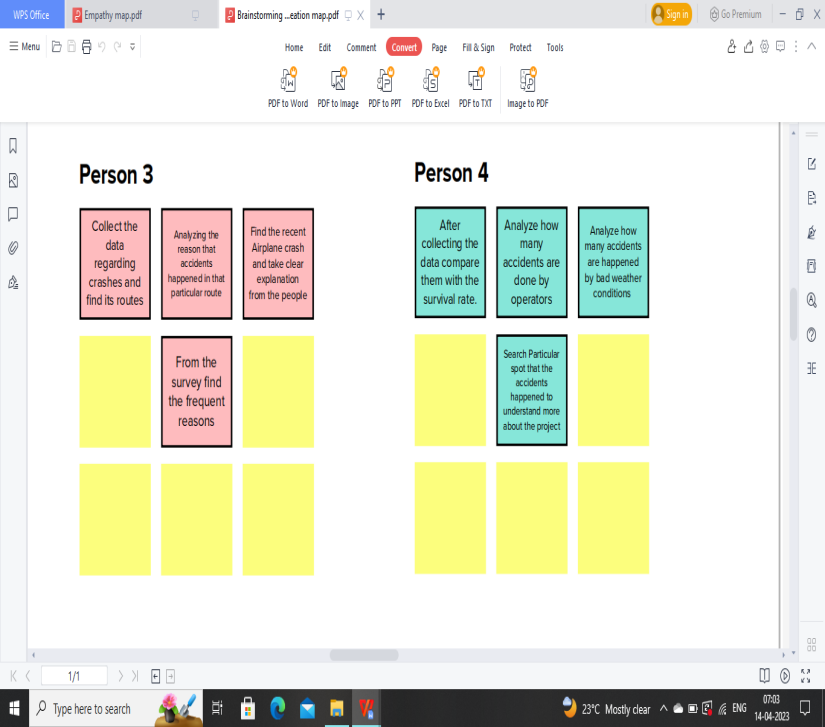 WPS Office
Empathy map.pdf
Brainstorming ...eation map.pdf
Sign in
Go Premium
Menu
Home Edit Comment Convert Page Fill & Sign Protect Tools
PDF to Word PDF to Image PDF to PPT PDF to Excel PDF to TXT Image to PDF
Person 3
Collect the
data
regarding
crashes and
find its routes
Analyzing the
reason that
accidents
happened in that
particular route
Find the recent
Airplane crash
and take clear
explanation
from the people
From the
survey find
the frequent
reasons
Person 4
After
collecting the
data compare
them with the
survival rate.
Analyze how
many
accidents are
done by
operators
Analyze how
many accidents
are happened
by bad weather
conditions
Search Particular
spot that the
accidents
happened to
understand more
about the project
1/1
Type here to search
23°C Mostly clear
ENG
07:03
14-04-2023